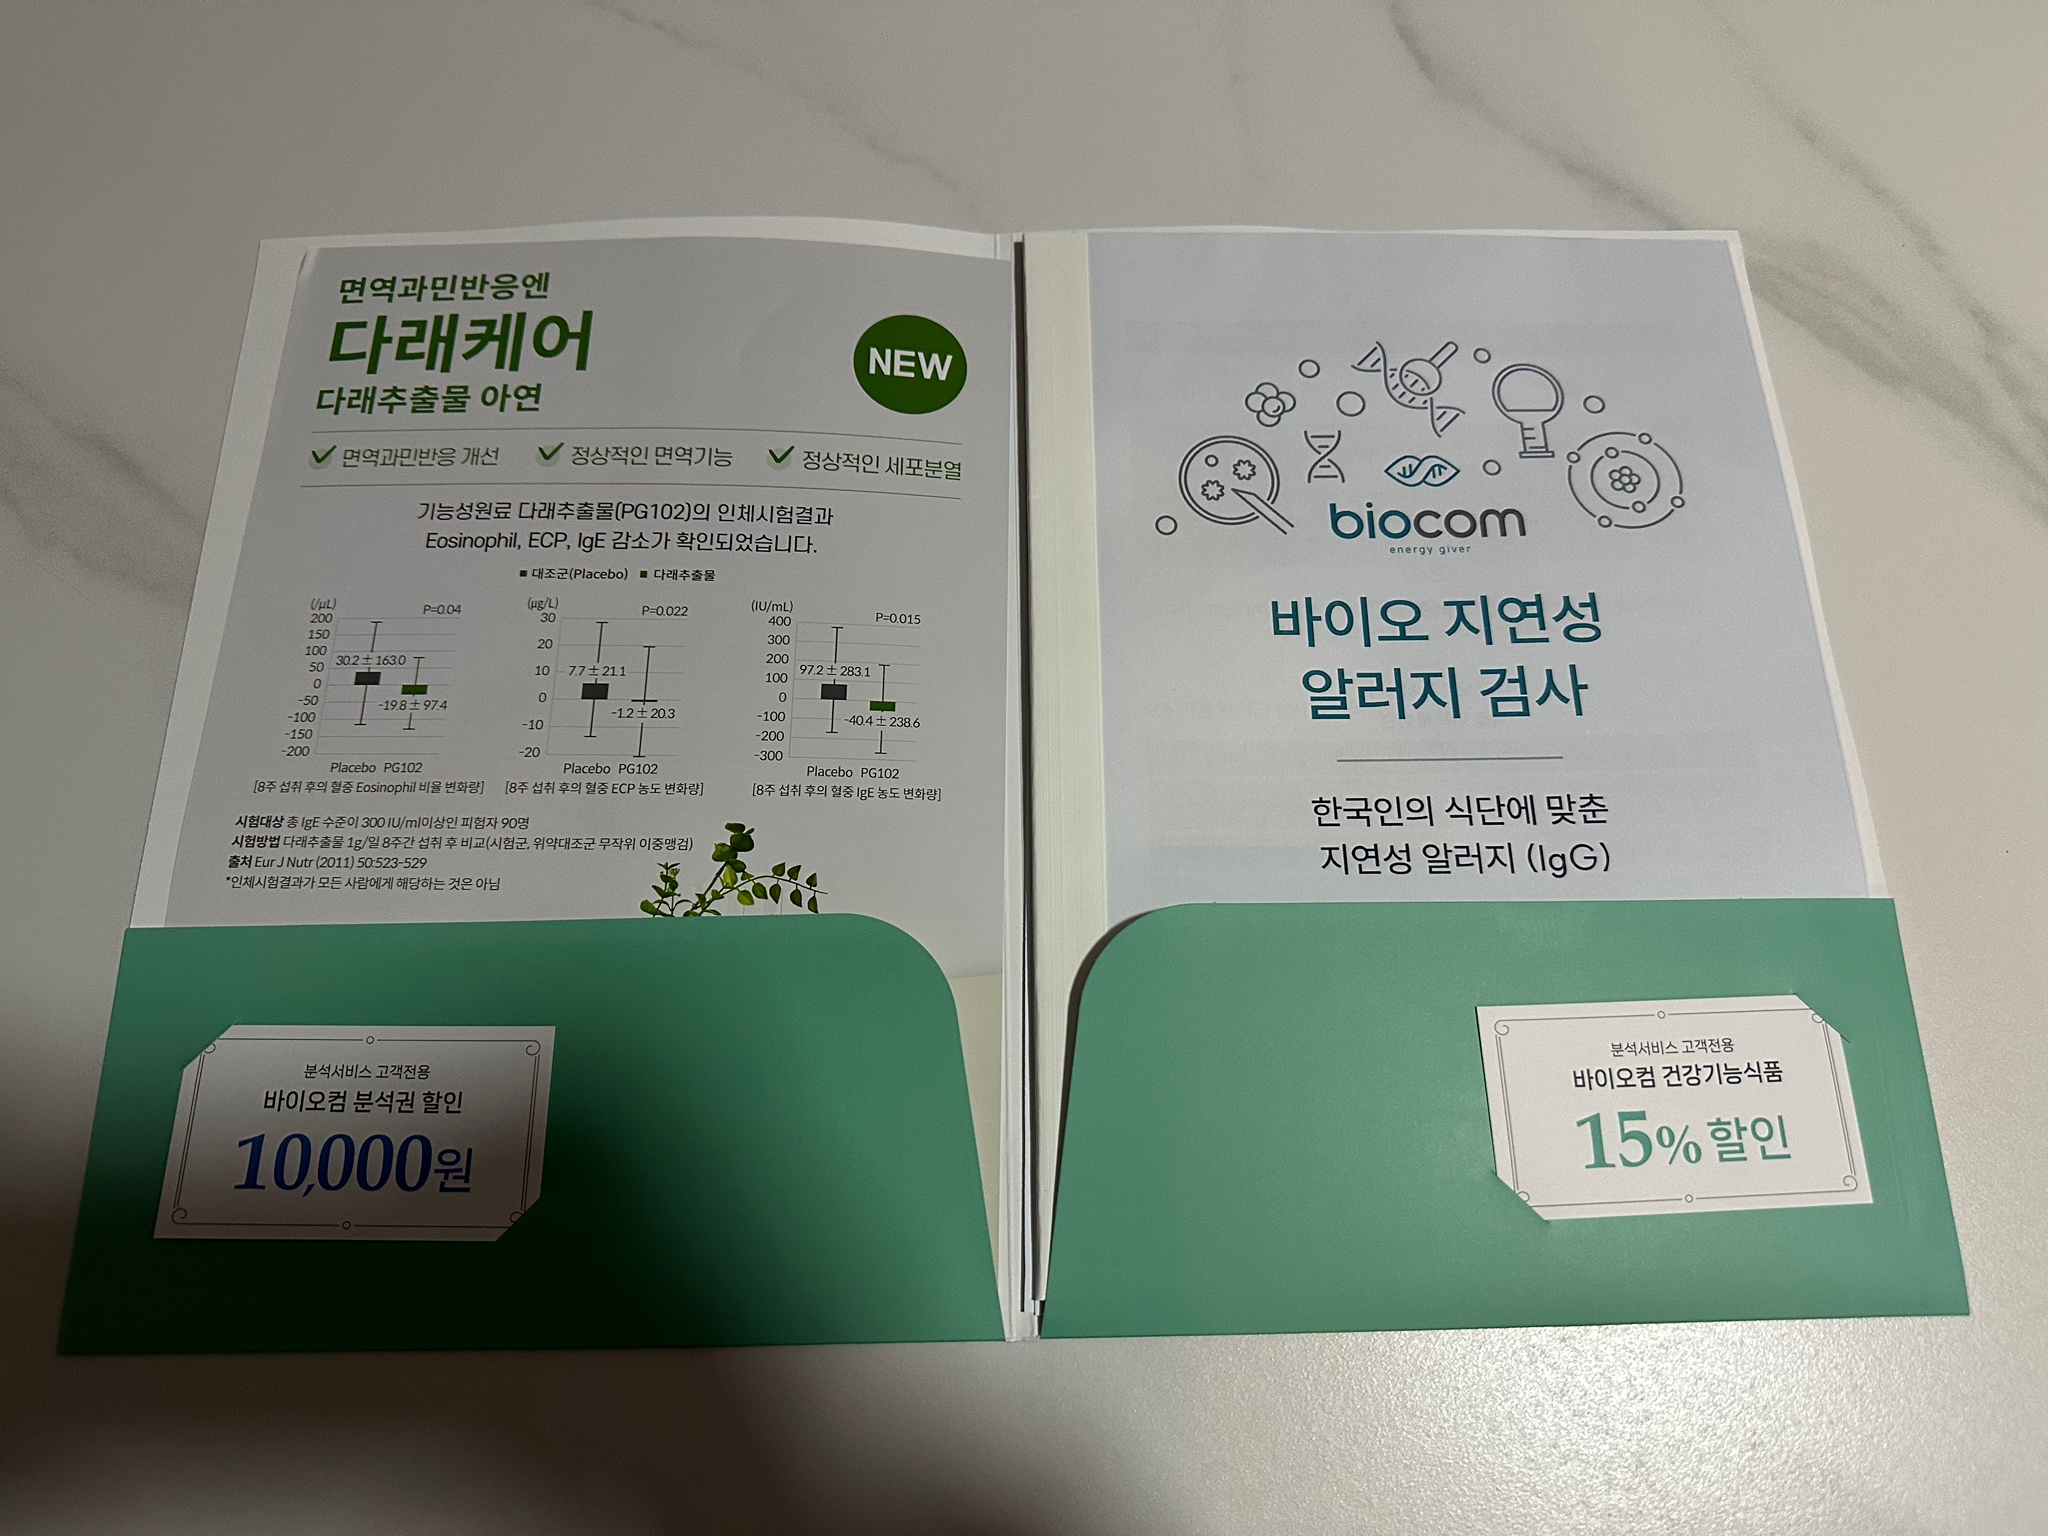 면역과민반응엔
다래케어
다래추출물 아연
NEW
면역과민반응 개선 정상적인 면역기능 정상적인 세포분열
기능성원료 다래추출물(PG102)의 인체시험결과
Eosinophil, ECP, IgE 감소가 확인되었습니다.
■ 대조군(Placebo) ■ 다래추출물
(/μL)
P=0.04
200
150
100
50
0
-50
-100
-150
-200
30.2 ± 163.0
-19.8 ± 97.4
Placebo PG102
[8주 섭취 후의 혈중 Eosinophil 비율 변화량]
(μg/L)
P=0.022
30
20
10
0
-10
-20
7.7 ± 21.1
-1.2 ± 20.3
Placebo PG102
[8주 섭취 후의 혈중 ECP 농도 변화량]
(IU/mL)
P=0.015
400
300
200
100
0
-100
-200
-300
97.2 ± 283.1
-40.4 ± 238.6
Placebo PG102
[8주 섭취 후의 혈중 IgE 농도 변화량]
시험대상 총 IgE 수준이 300 IU/ml이상인 피험자 90명
시험방법 다래추출물 1g/일 8주간 섭취 후 비교(시험군, 위약대조군 무작위 이중맹검)
출처 Eur J Nutr (2011) 50:523-529
*인체시험결과가 모든 사람에게 해당하는 것은 아님
분석서비스 고객전용
바이오컴 분석권 할인
10,000원
biocom
energy giver
바이오 지연성
알러지 검사
한국인의 식단에 맞춘
지연성 알러지 (IgG)
분석서비스 고객전용
바이오컴 건강기능식품
15% 할인